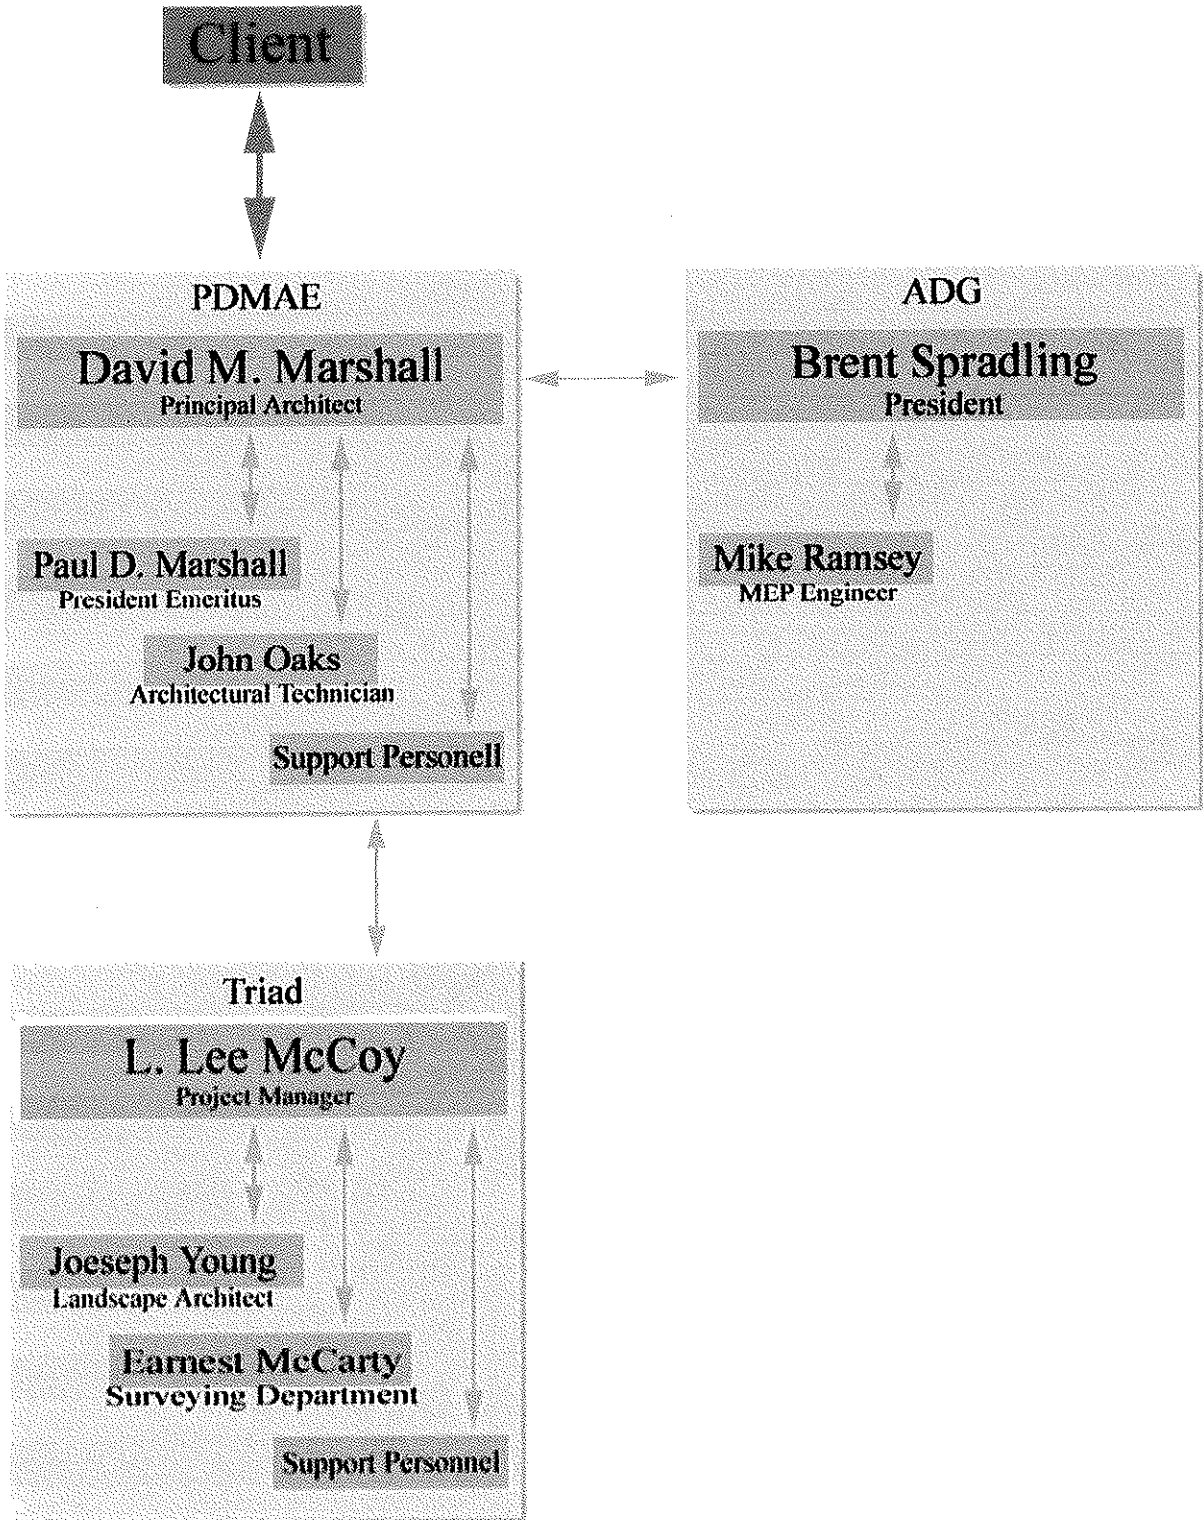 Client
PDMAE
David M. Marshall
Principal Architect
Paul D. Marshall
President Emeritus
John Oaks
Architectural Technician
Support Personell
ADG
Brent Spradling
President
Mike Ramsey
MEP Engineer
Triad
L. Lee McCoy
Project Manager
Joeseph Young
Landscape Architect
Earnest McCarty
Surveying Department
Support Personnel